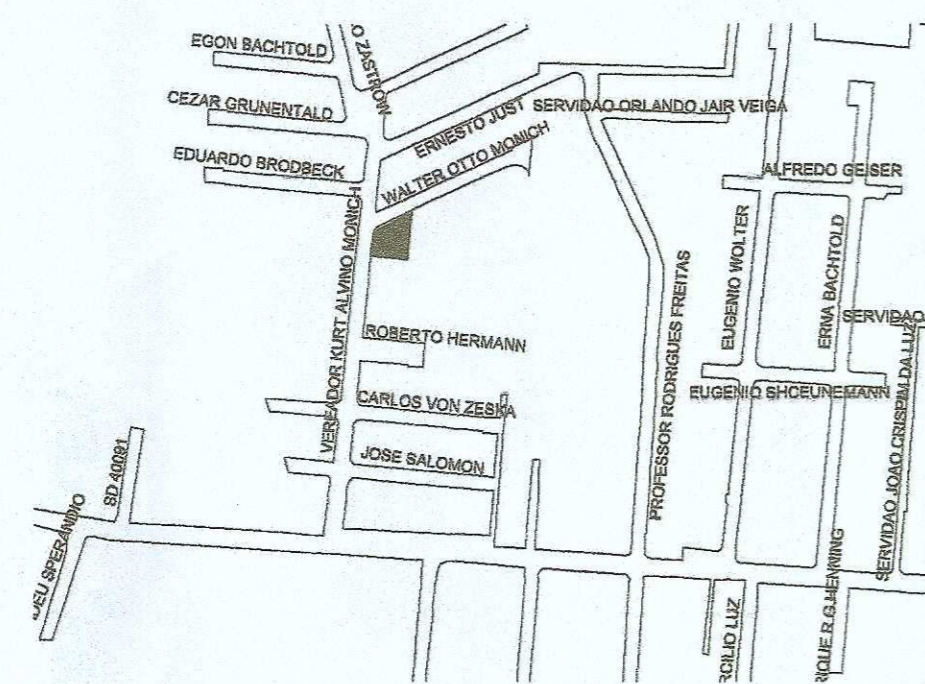 EGON BACHTOLD
O ZASTROW
CEZAR GRUNENTALD
ERNESTO JUST
SERVIDAO ORLANDO JAIR VEIGA
EDUARDO BRODBECK
WALTER OTTO MONICH
ALFREDO GEISER
VEREADOR KURT ALVINO MONICH
PROFESSOR RODRIGUES FREITAS
EUGENIO WOLTER
ERNA BACHTOLD
SERVIDAO
ROBERTO HERMANN
EUGENIO SHCEUNEMANN
CARLOS VON ZESKA
SERVIDAO JOAO CRISPIM DA LUZ
JOSE SALOMON
SD 40091
DEU SPERANDIO
RCILIO LUZ
RIQUE R.G.HENNING